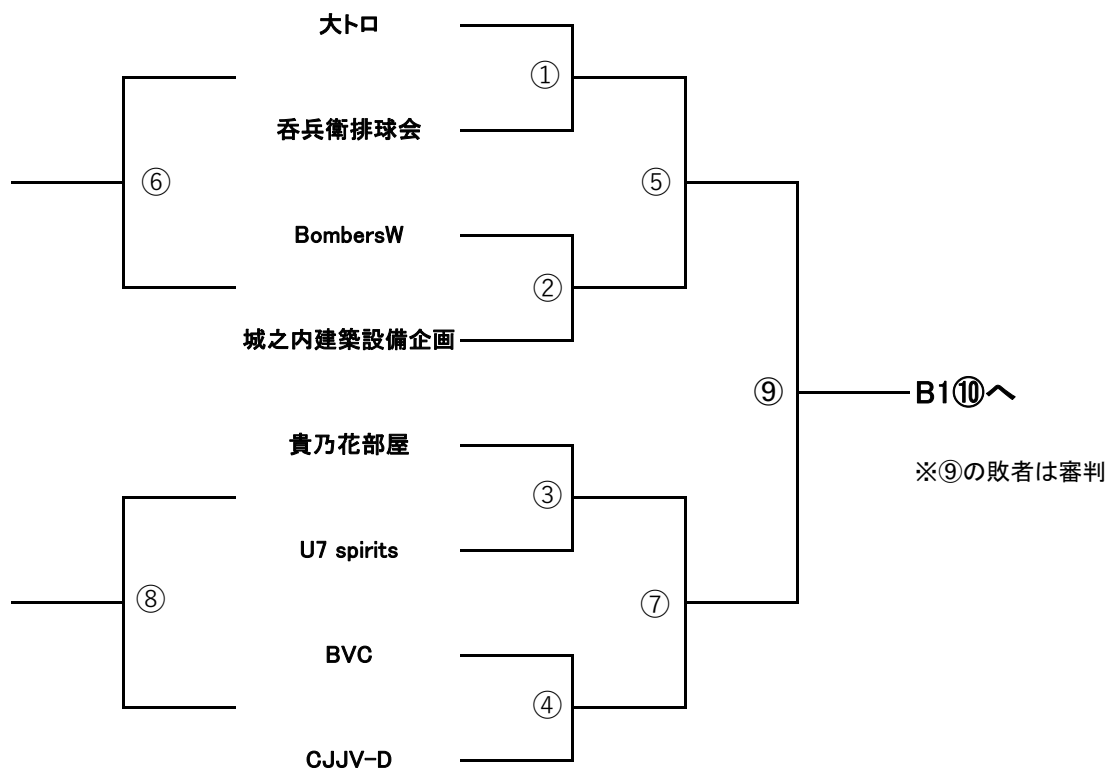 大トロ
①
呑兵衛排球会
⑥
⑤
BombersW
②
城之内建築設備企画
⑨
B1⑩へ
貴乃花部屋
※⑨の敗者は審判
③
U7 spirits
⑧
⑦
BVC
④
CJJV-D